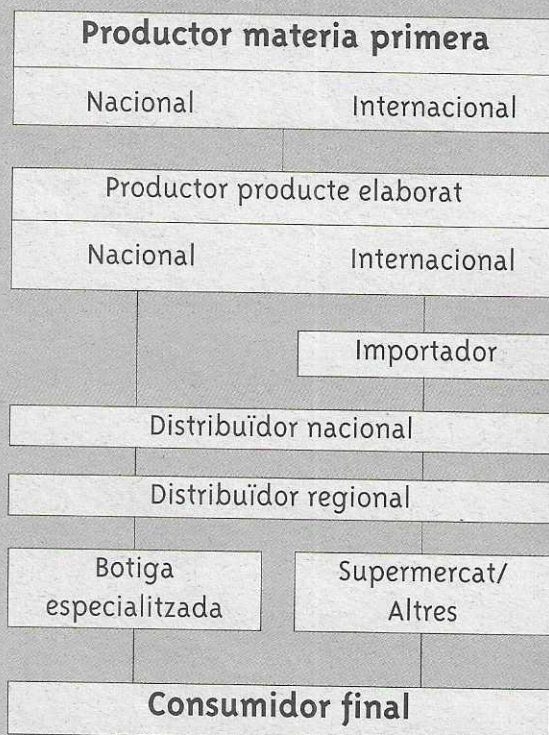 Productor materia primera
Nacional Internacional
Productor producte elaborat
Nacional Internacional
Importador
Distribuïdor nacional
Distribuïdor regional
Botiga
especialitzada
Supermercat/
Altres
Consumidor final